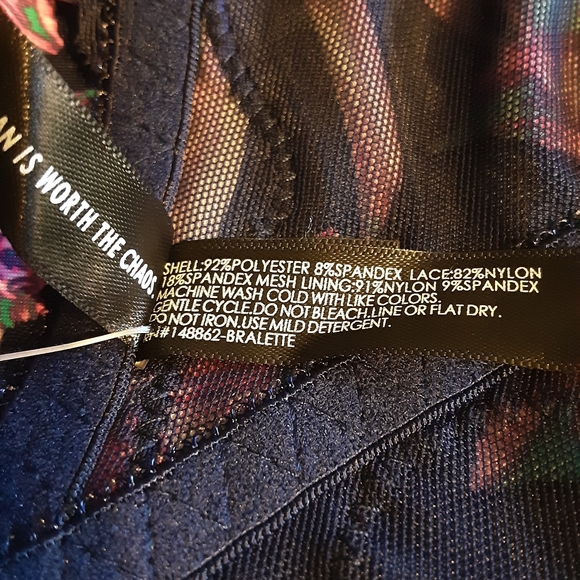 IS WORTH THE CHAOS.
SHELL:92%POLYESTER 8%SPANDEX LACE:82%NYLON
18%SPANDEX MESH LINING:91%NYLON 9%SPANDEX
MACHINE WASH COLD WITH LIKE COLORS.
GENTLE CYCLE.DO NOT BLEACH.LINE OR FLAT DRY.
DO NOT IRON.USE MILD DETERGENT.
#148862-BRALETTE